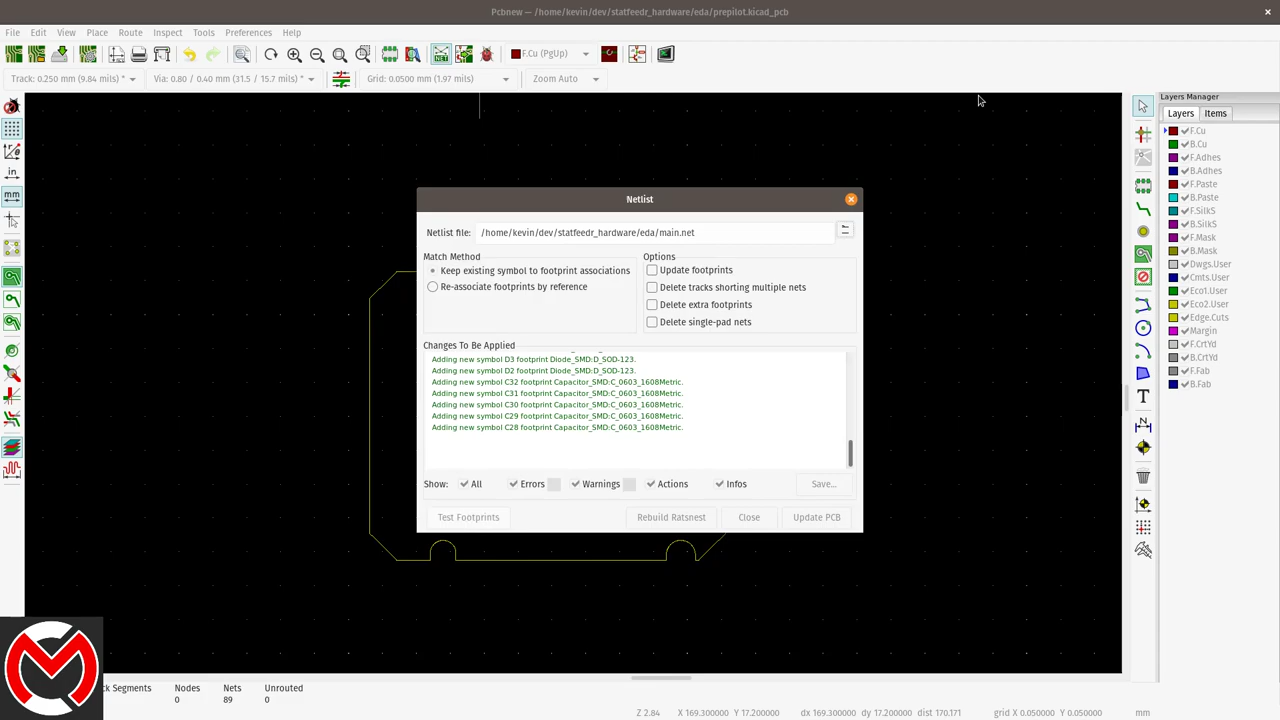 Pcbnew — /home/kevin/dev/statfeedr_hardware/eda/prepilot.kicad_pcb
File Edit View Place Route Inspect Tools Preferences Help
NET F.Cu (PgUp)
Track: 0.250 mm (9.84 mils) * Via: 0.80 / 0.40 mm (31.5 / 15.7 mils) * Grid: 0.0500 mm (1.97 mils) Zoom Auto
in
mm
Netlist
Netlist file: /home/kevin/dev/statfeedr_hardware/eda/main.net
Match Method
Keep existing symbol to footprint associations
Re-associate footprints by reference
Options
Update footprints
Delete tracks shorting multiple nets
Delete extra footprints
Delete single-pad nets
Changes To Be Applied
Adding new symbol D3 footprint Diode_SMD:D_SOD-123.
Adding new symbol D2 footprint Diode_SMD:D_SOD-123.
Adding new symbol C32 footprint Capacitor_SMD:C_0603_1608Metric.
Adding new symbol C31 footprint Capacitor_SMD:C_0603_1608Metric.
Adding new symbol C30 footprint Capacitor_SMD:C_0603_1608Metric.
Adding new symbol C29 footprint Capacitor_SMD:C_0603_1608Metric.
Adding new symbol C28 footprint Capacitor_SMD:C_0603_1608Metric.
Show: All Errors Warnings Actions Infos Save...
Test Footprints Rebuild Ratsnest Close Update PCB
Layers Manager
Layers Items
F.Cu
B.Cu
F.Adhes
B.Adhes
F.Paste
B.Paste
F.SilkS
B.SilkS
F.Mask
B.Mask
Dwgs.User
Cmts.User
Eco1.User
Eco2.User
Edge.Cuts
Margin
F.CrtYd
B.CrtYd
F.Fab
B.Fab
T
Segments Nodes Nets Unrouted
0 89 0
Z 2.84 X 169.300000 Y 17.200000 dx 169.300000 dy 17.200000 dist 170.171 grid X 0.050000 Y 0.050000 mm